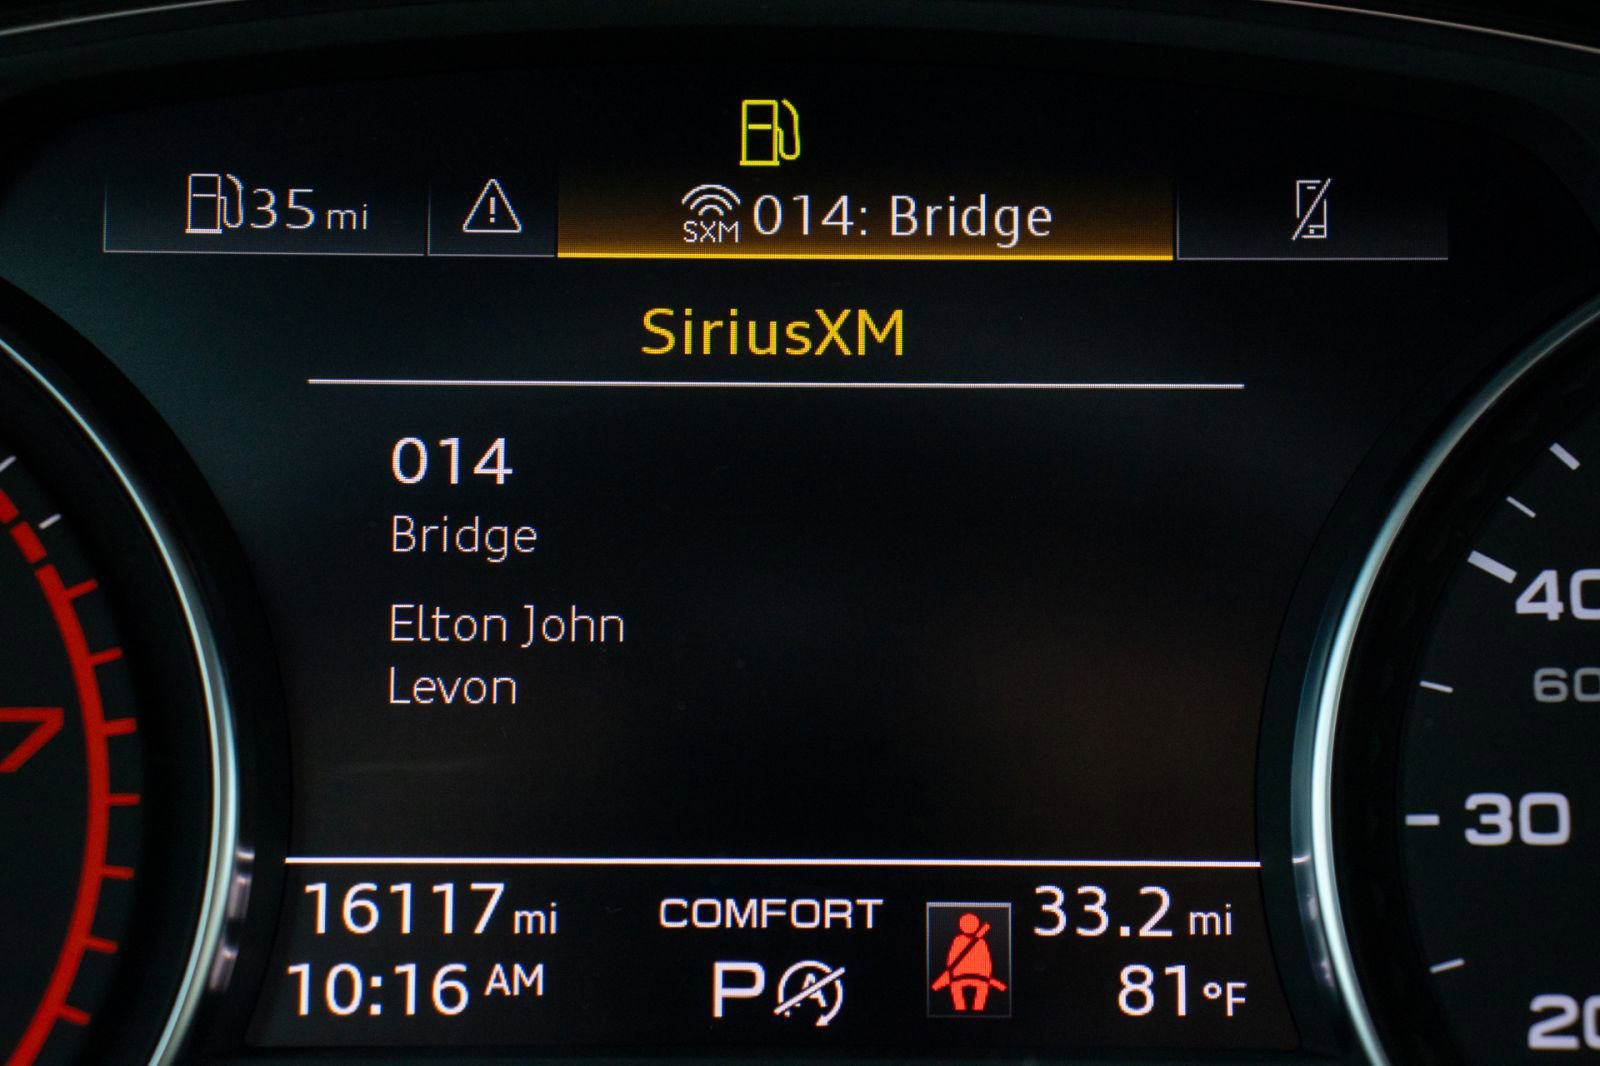 35 mi
SXM 014: Bridge
SiriusXM
014
Bridge
Elton John
Levon
7
40
60
30
20
16117 mi COMFORT 33.2 mi
10:16 AM P A 81°F